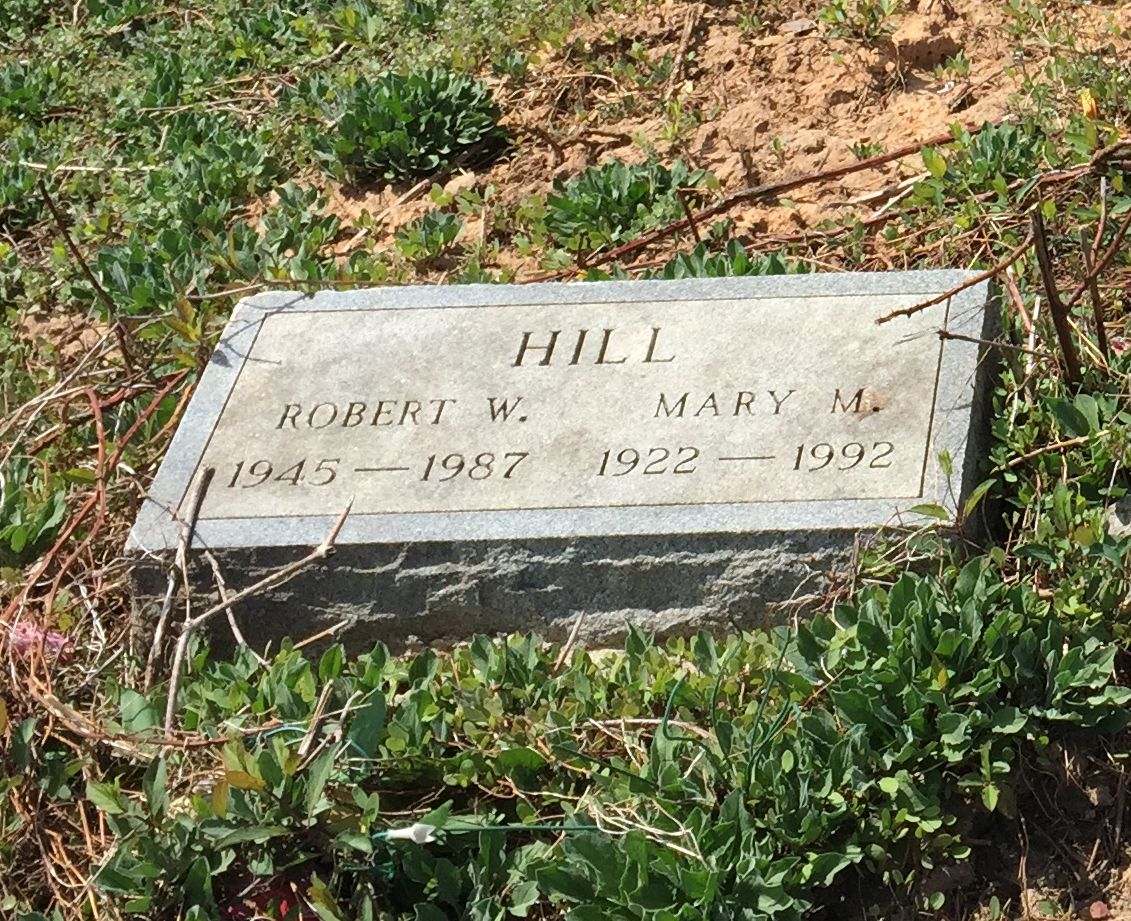 HILL
ROBERT W. MARY M.
1945 — 1987 1922 — 1992